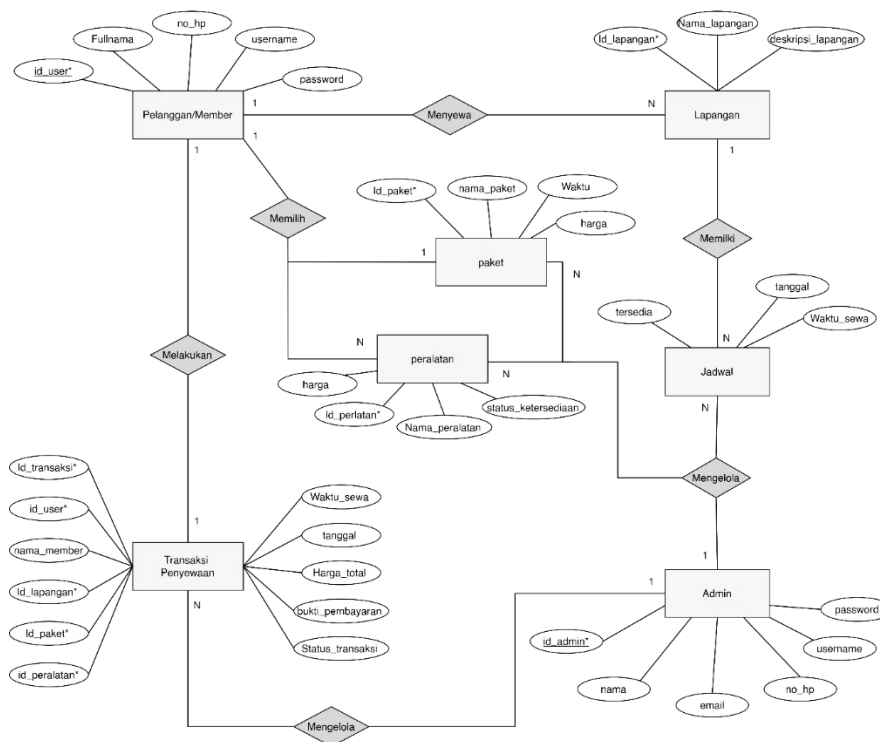 no_hp
Fullnama
username
id_user*
password
Pelanggan/Member
1
1
1
Menyewa
N
Nama_lapangan
Id_lapangan*
deskripsi_lapangan
Lapangan
1
Memilih
nama_paket
Waktu
Id_paket*
harga
1
paket
N
Memilki
tanggal
tersedia
Waktu_sewa
N
Jadwal
N
Melakukan
N
peralatan
N
harga
status_ketersediaan
Id_perlatan*
Nama_peralatan
Mengelola
1
Id_transaksi*
id_user*
nama_member
Id_lapangan*
Id_paket*
id_peralatan*
1
Transaksi
Penyewaan
N
Waktu_sewa
tanggal
Harga_total
bukti_pembayaran
Status_transaksi
1
Admin
password
id_admin*
username
nama
no_hp
email
Mengelola